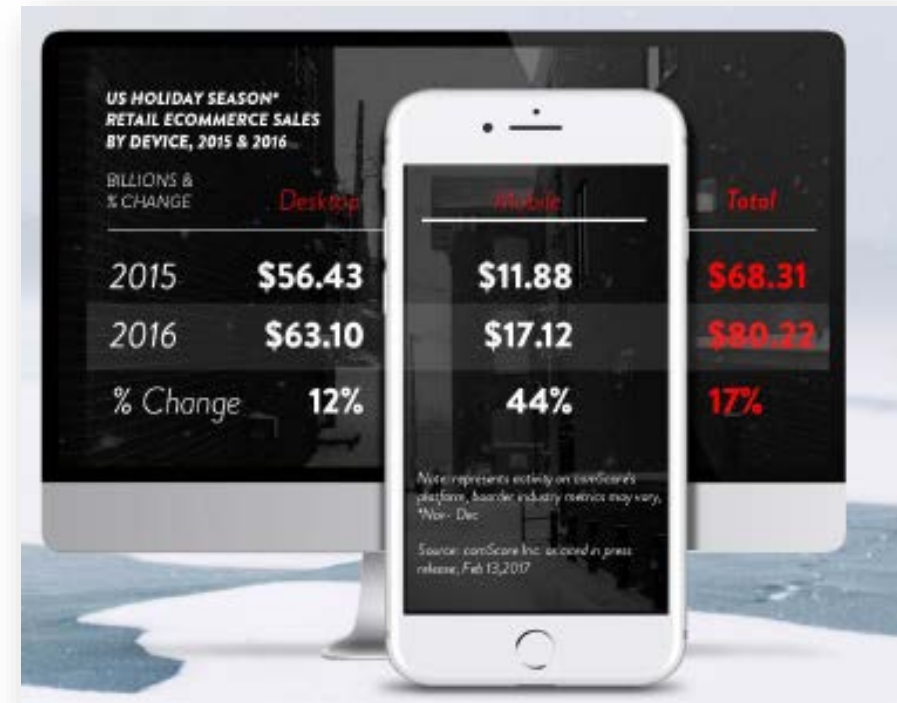 US HOLIDAY SEASON*
RETAIL ECOMMERCE SALES
BY DEVICE, 2015 & 2016
BILLIONS &
% CHANGE Desktop Mobile Total
2015 $56.43 $11.88 $68.31
2016 $63.10 $17.12 $80.22
% Change 12% 44% 17%
Note: represents activity on comScore's
platform, boarder industry metrics may vary,
*Nov- Dec
Source: comScore Inc. as cited in press
release, Feb 13,2017